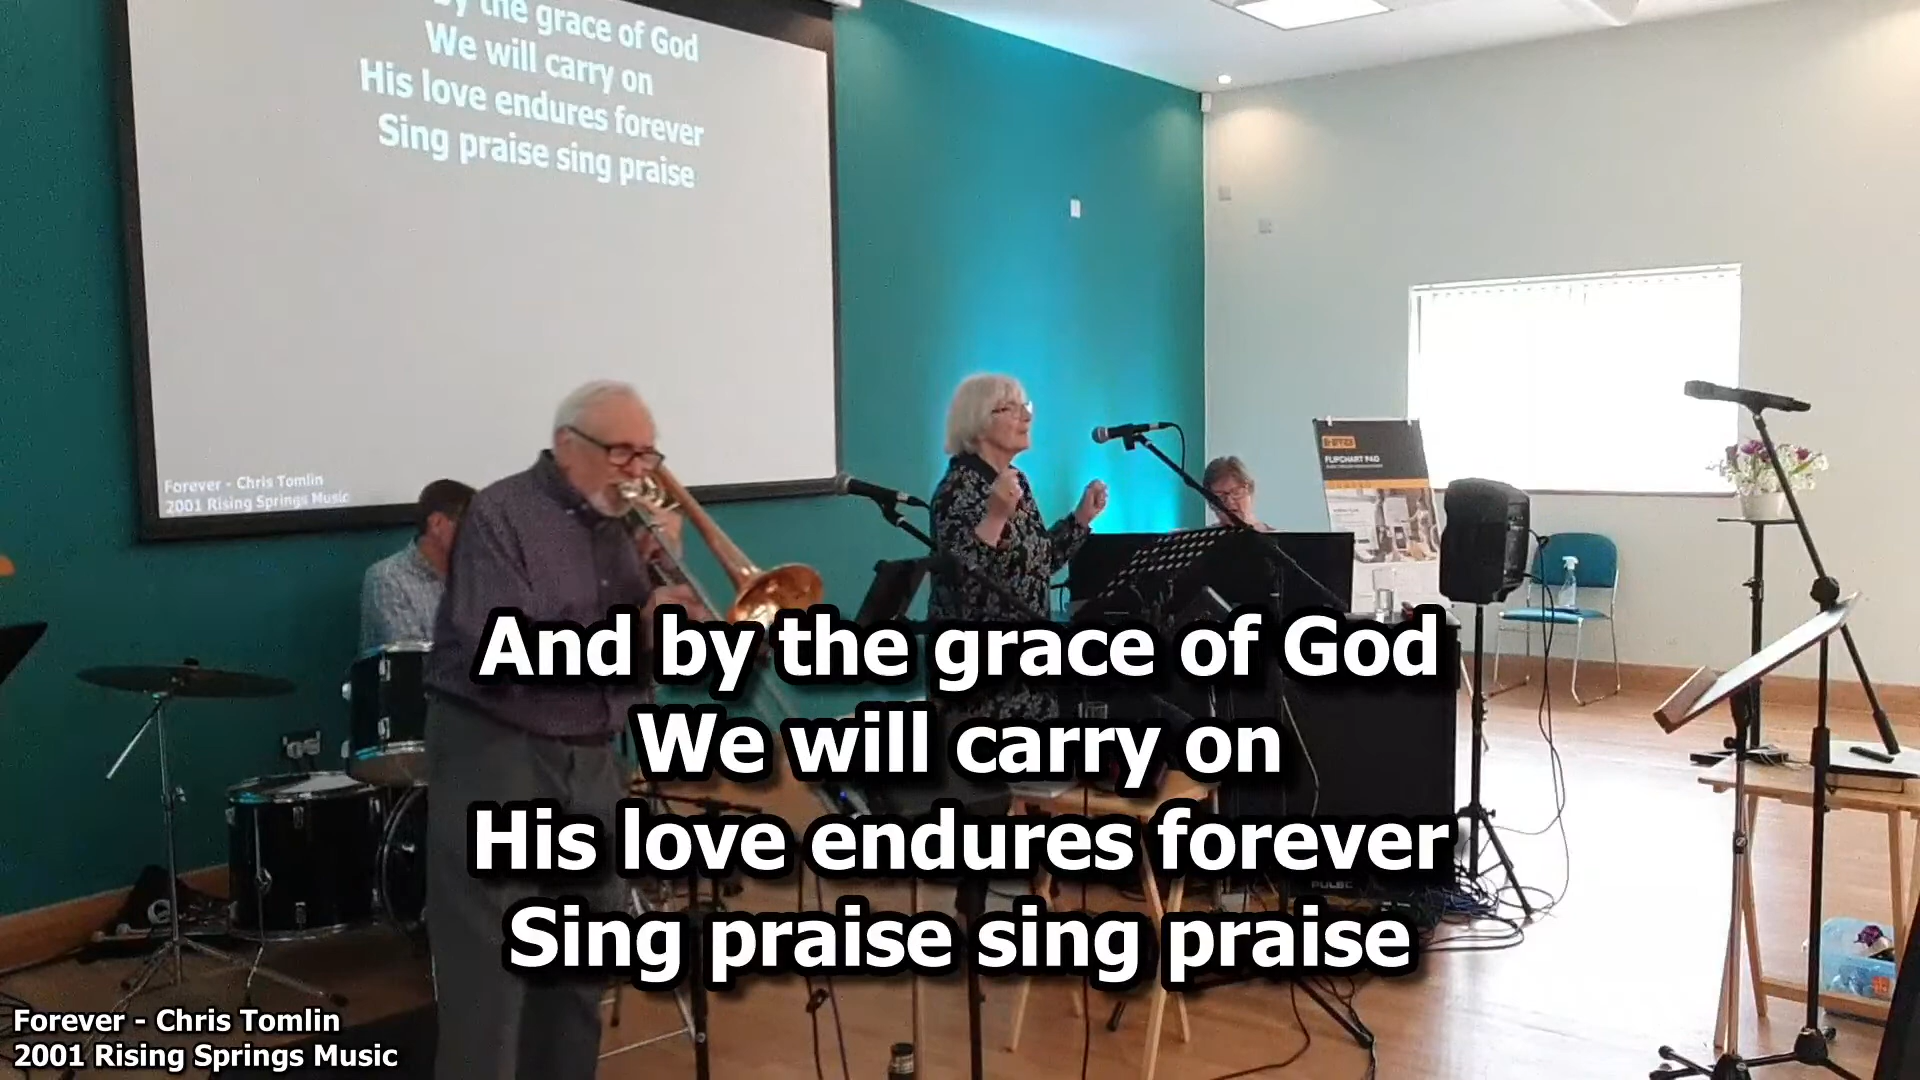 by the grace of God
We will carry on
His love endures forever
Sing praise sing praise
Forever - Chris Tomlin
2001 Rising Springs Music
FLIPCHART PAD
And by the grace of God
We will carry on
His love endures forever
Sing praise sing praise
PULSE
Forever - Chris Tomlin
2001 Rising Springs Music